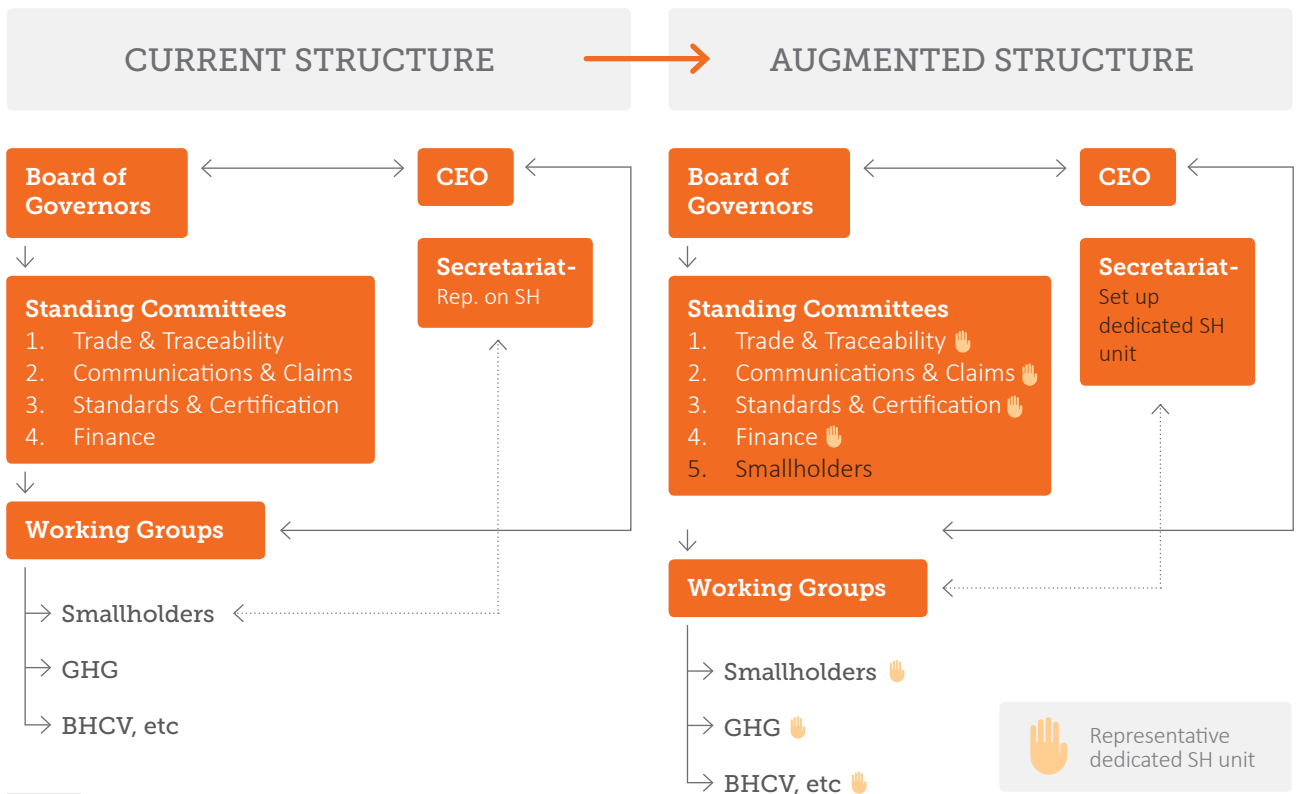 CURRENT STRUCTURE
Board of
Governors
CEO
Secretariat-
Rep. on SH
Standing Committees
1. Trade & Traceability
2. Communications & Claims
3. Standards & Certification
4. Finance
Working Groups
Smallholders
GHG
BHCV, etc
AUGMENTED STRUCTURE
Board of
Governors
CEO
Secretariat-
Set up
dedicated SH
unit
Standing Committees
1. Trade & Traceability
2. Communications & Claims
3. Standards & Certification
4. Finance
5. Smallholders
Working Groups
Smallholders
GHG
BHCV, etc
Representative
dedicated SH unit